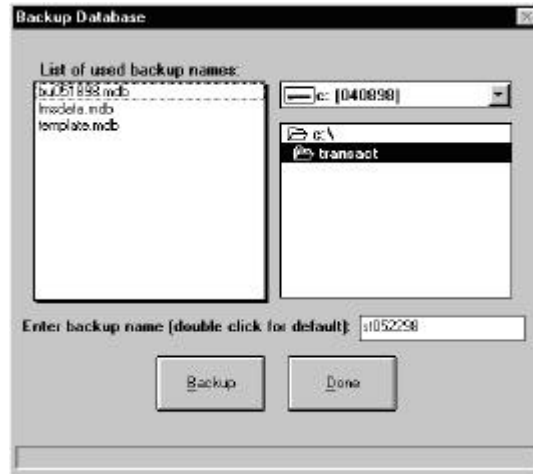 Backup Database
List of used backup names:
bu051898.mdb
tmsdata.mdb
template.mdb
c: [040898]
c:\
transact
Enter backup name (double click for default):
st052298
Backup
Done